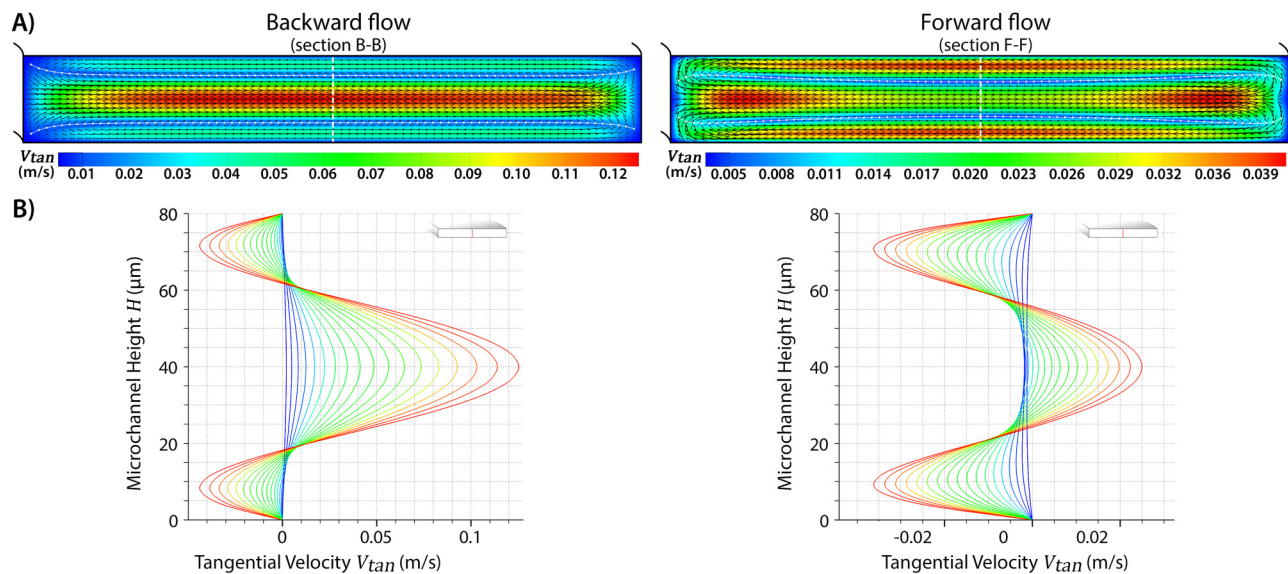 A)
Backward flow
(section B-B)
Forward flow
(section F-F)
Vtan
(m/s)
0.01 0.02 0.03 0.04 0.05 0.06 0.07 0.08 0.09 0.10 0.11 0.12
Vtan
(m/s)
0.005 0.008 0.011 0.014 0.017 0.020 0.023 0.026 0.029 0.032 0.036 0.039
B)
Microchannel Height H (μm)
80
60
40
20
0
0 0.05 0.1
Tangential Velocity Vtan (m/s)
Microchannel Height H (μm)
80
60
40
20
0
-0.02 0 0.02
Tangential Velocity Vtan (m/s)